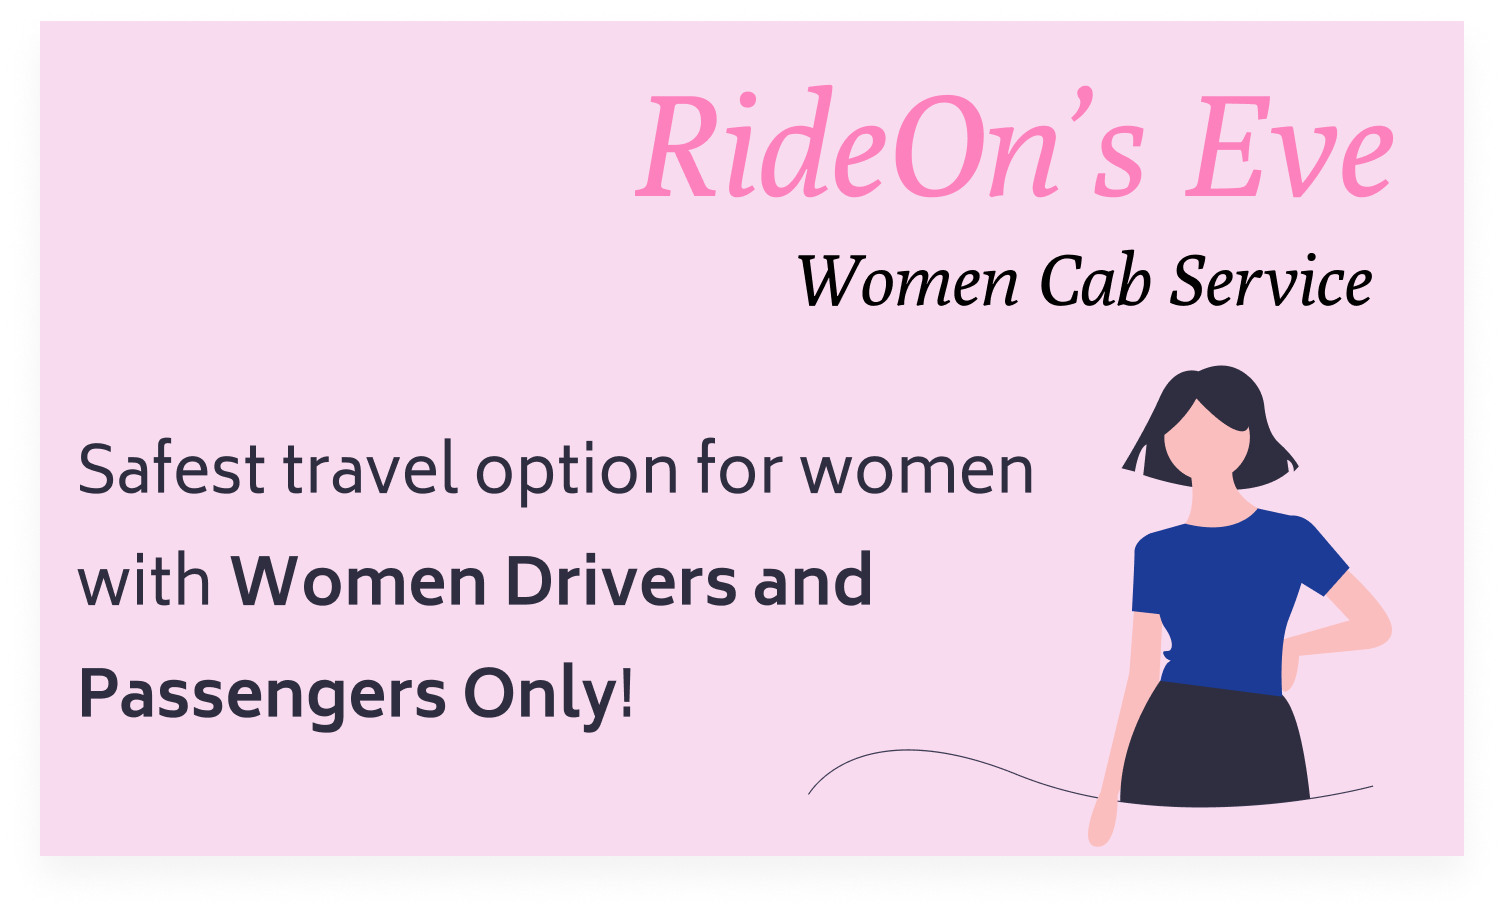 RideOn’s Eve
Women Cab Service
Safest travel option for women
with Women Drivers and
Passengers Only!